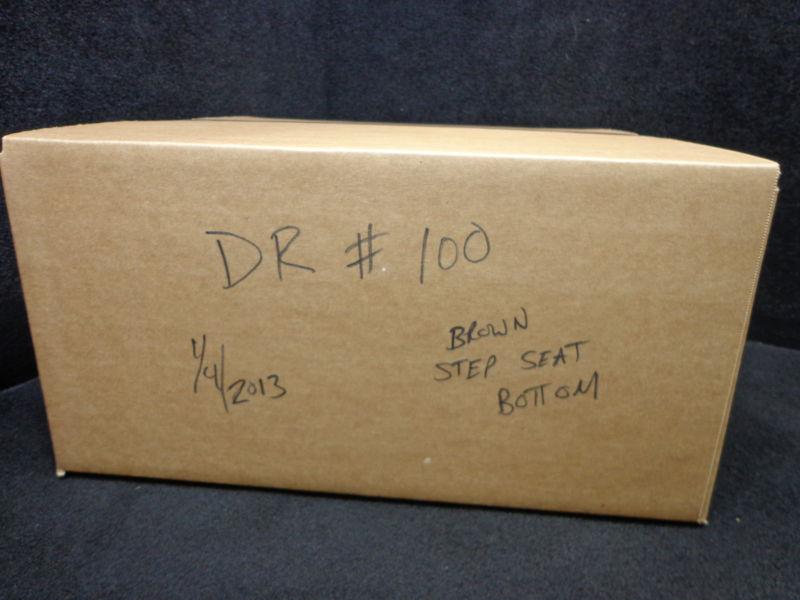 DR # 100
1/4/2013
BROWN
STEP SEAT
BOTTOM